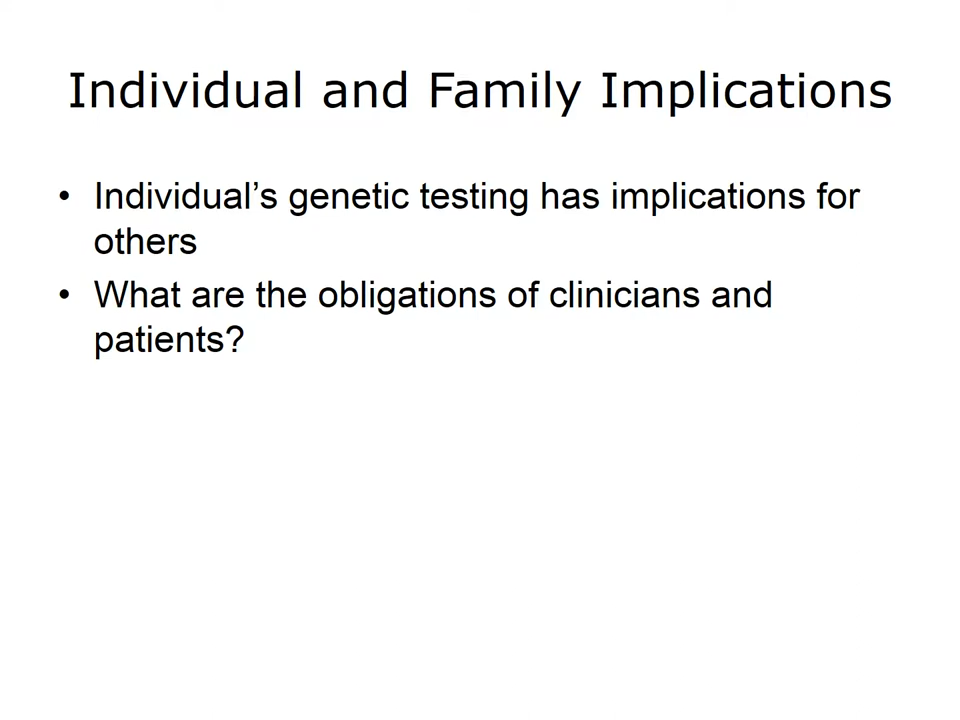 Individual and Family Implications
• Individual’s genetic testing has implications for
others
• What are the obligations of clinicians and
patients?